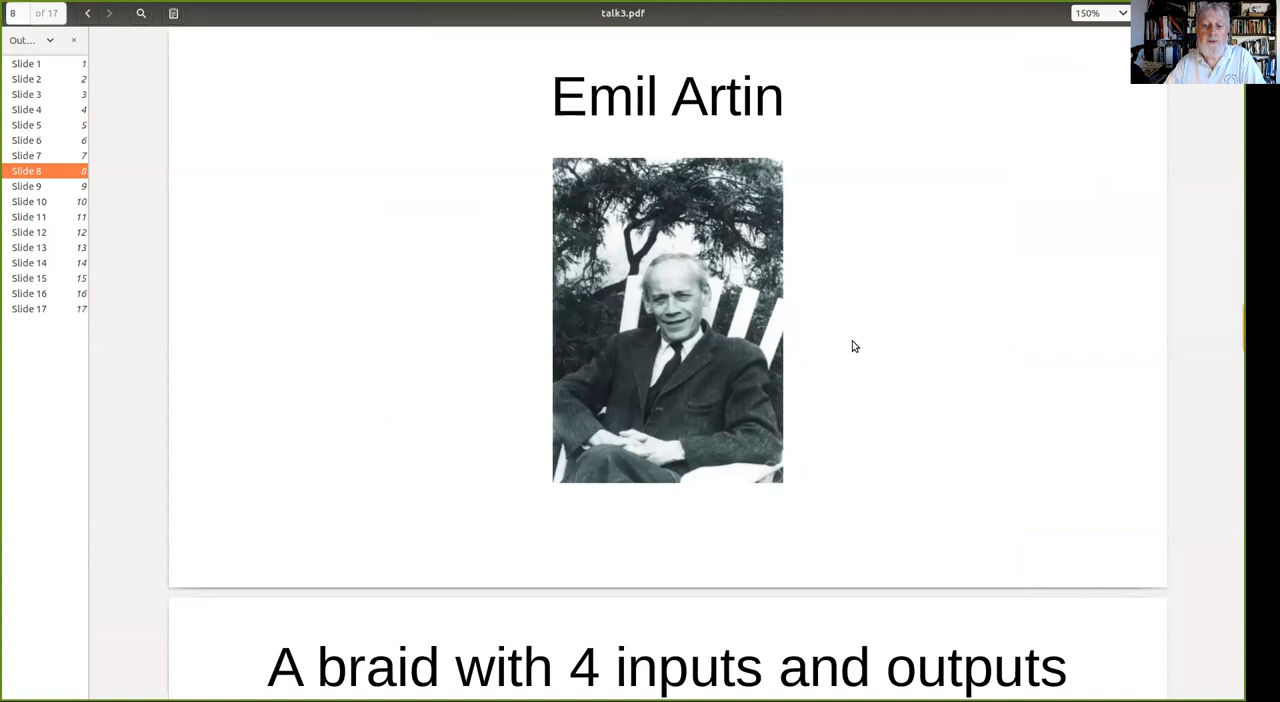 8 of 17
talk3.pdf
150%
Out...
×
Slide 1 1
Slide 2 2
Slide 3 3
Slide 4 4
Slide 5 5
Slide 6 6
Slide 7 7
Slide 8 8
Slide 9 9
Slide 10 10
Slide 11 11
Slide 12 12
Slide 13 13
Slide 14 14
Slide 15 15
Slide 16 16
Slide 17 17
Emil Artin
A braid with 4 inputs and outputs